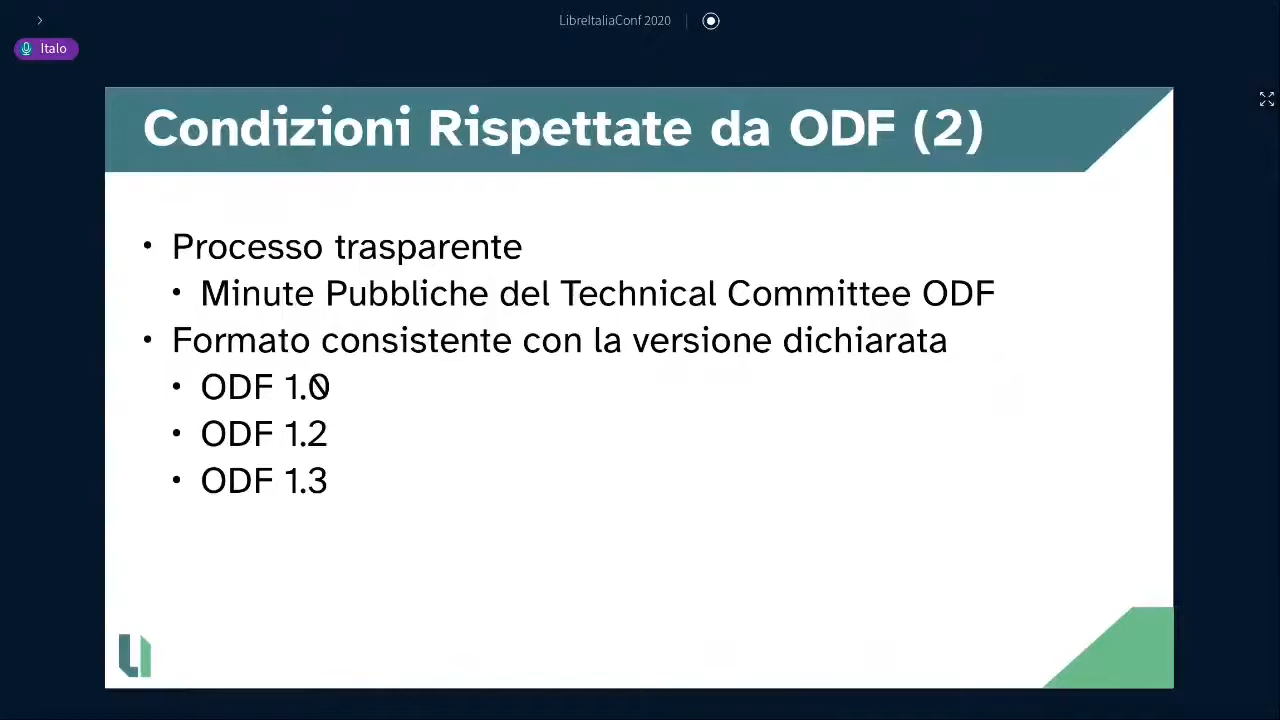 LibreItaliaConf 2020
Italo
Condizioni Rispettate da ODF (2)
• Processo trasparente
• Minute Pubbliche del Technical Committee ODF
• Formato consistente con la versione dichiarata
• ODF 1.0
• ODF 1.2
• ODF 1.3